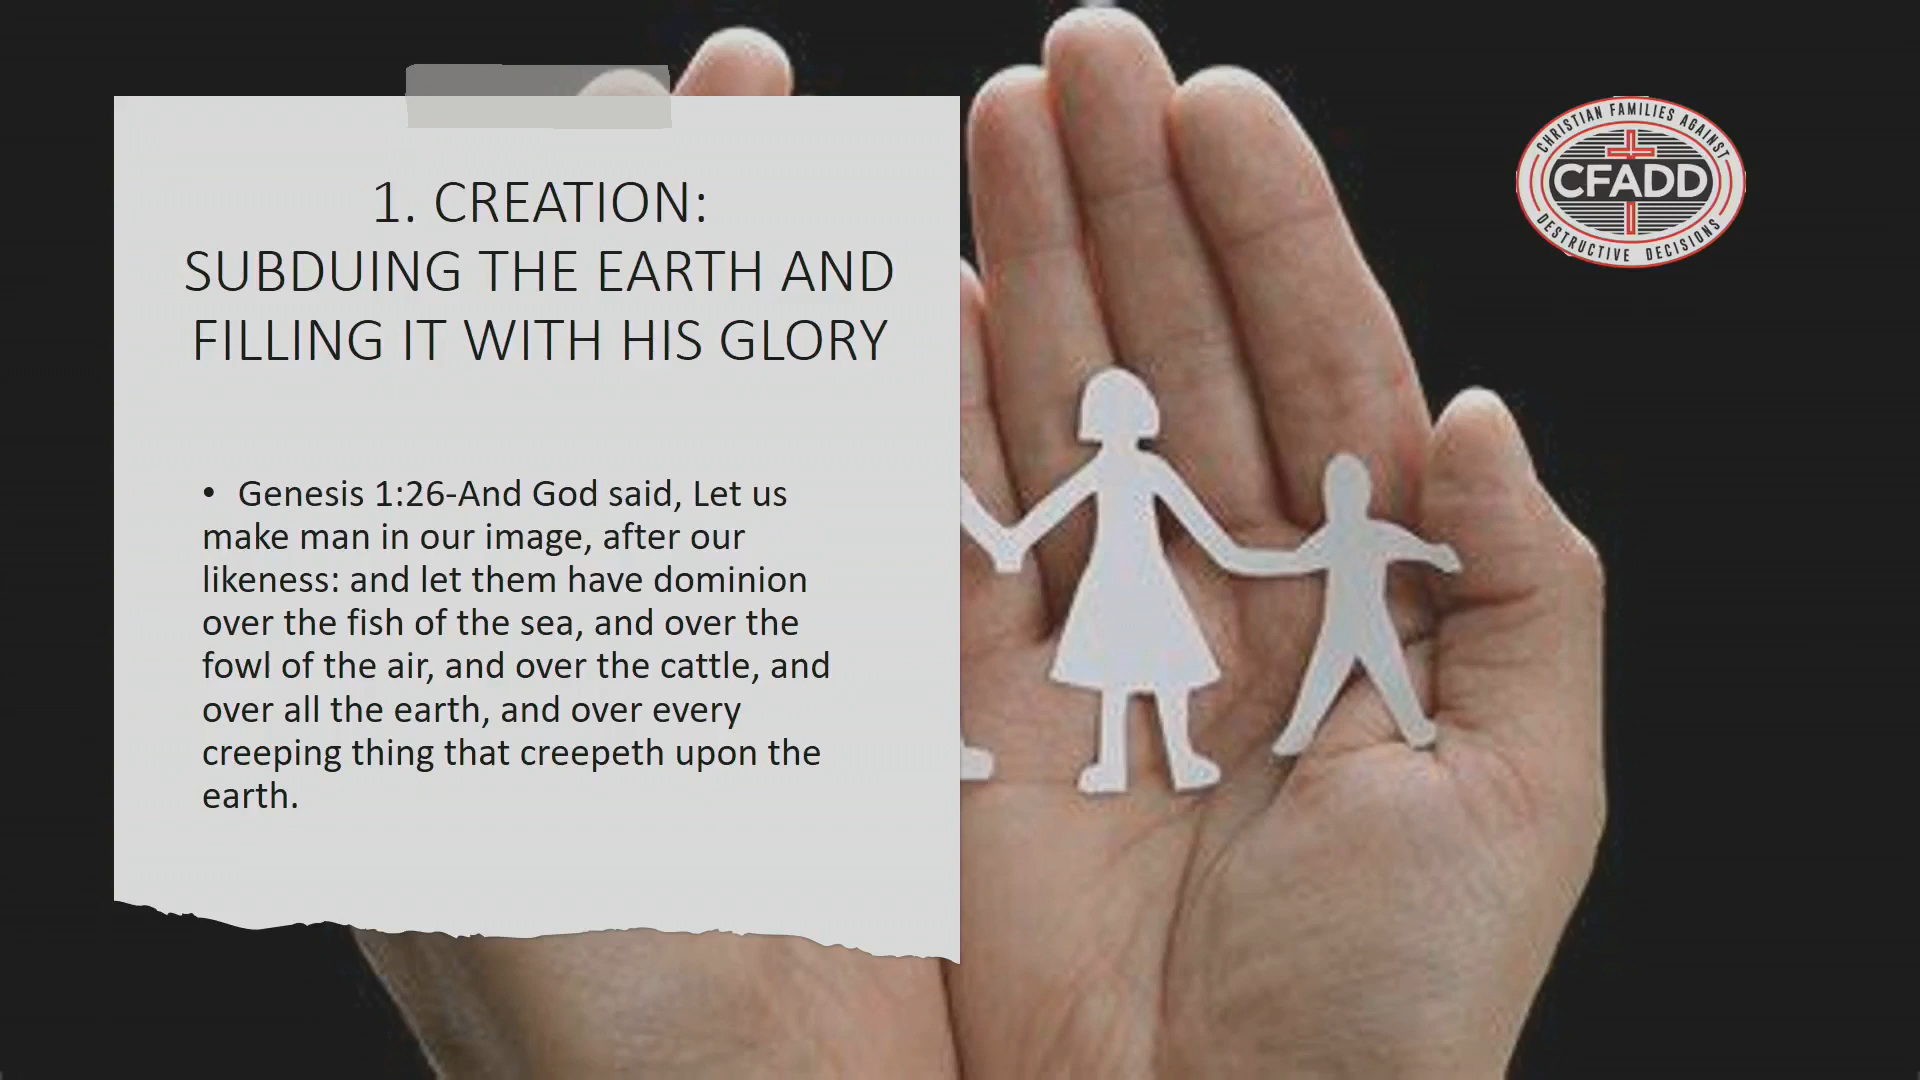 1. CREATION:
SUBDUING THE EARTH AND
FILLING IT WITH HIS GLORY
• Genesis 1:26-And God said, Let us
make man in our image, after our
likeness: and let them have dominion
over the fish of the sea, and over the
fowl of the air, and over the cattle, and
over all the earth, and over every
creeping thing that creepeth upon the
earth.
CHRISTIAN FAMILIES AGAINST
CFADD
DESTRUCTIVE DECISIONS